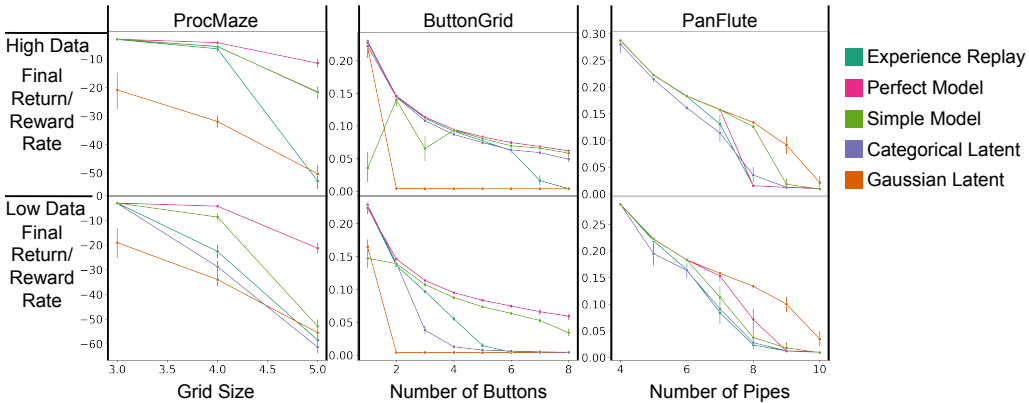 ProcMaze
ButtonGrid
PanFlute
High Data
Final
Return/
Reward
Rate
Low Data
Final
Return/
Reward
Rate
−10
−20
−30
−40
−50
0
−10
−20
−30
−40
−50
−60
3.0
3.5
4.0
4.5
5.0
0.20
0.15
0.10
0.05
0.00
0.20
0.15
0.10
0.05
0.00
2
4
6
8
0.30
0.25
0.20
0.15
0.10
0.05
0.00
0.30
0.25
0.20
0.15
0.10
0.05
0.00
4
6
8
10
Grid Size
Number of Buttons
Number of Pipes
Experience Replay
Perfect Model
Simple Model
Categorical Latent
Gaussian Latent